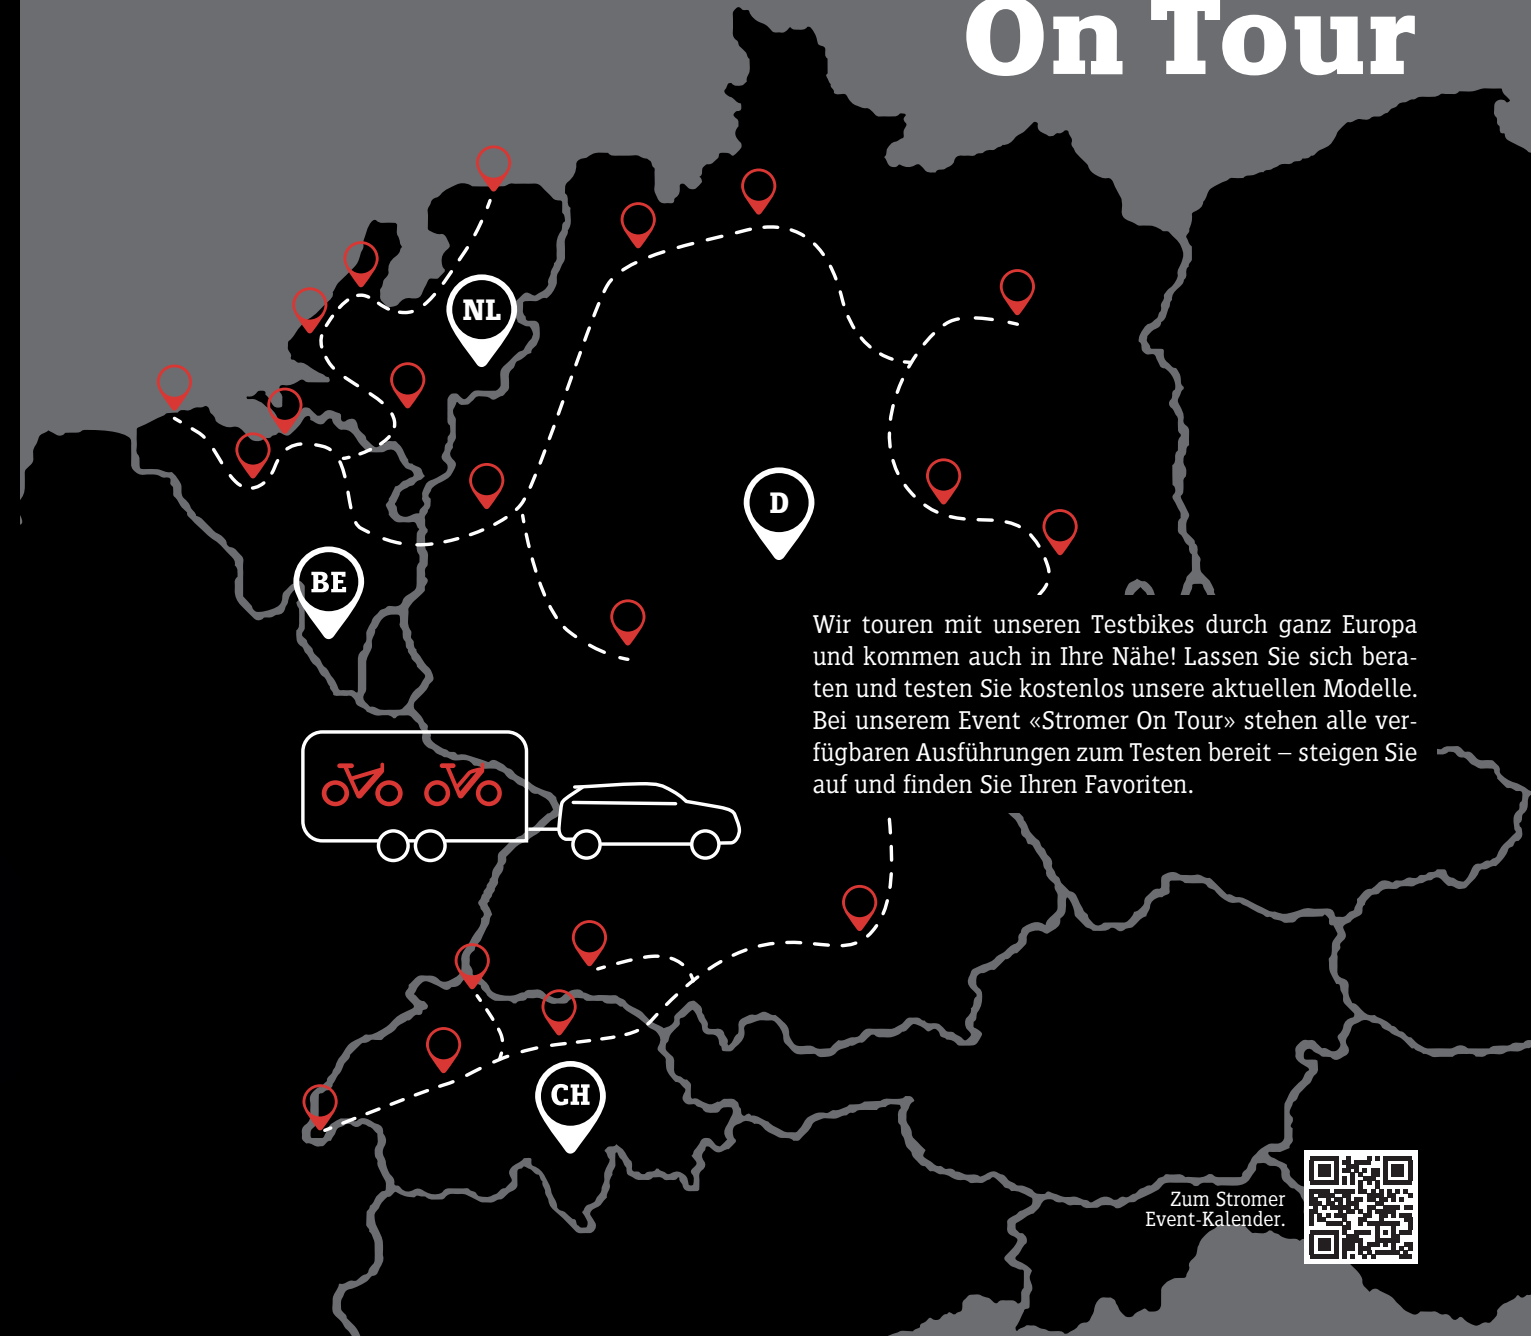 On Tour
NL
D
BE
Wir touren mit unseren Testbikes durch ganz Europa
und kommen auch in Ihre Nähe! Lassen Sie sich bera-
ten und testen Sie kostenlos unsere aktuellen Modelle.
Bei unserem Event «Stromer On Tour» stehen alle ver-
fügbaren Ausführungen zum Testen bereit – steigen Sie
auf und finden Sie Ihren Favoriten.
CH
Zum Stromer
Event-Kalender.